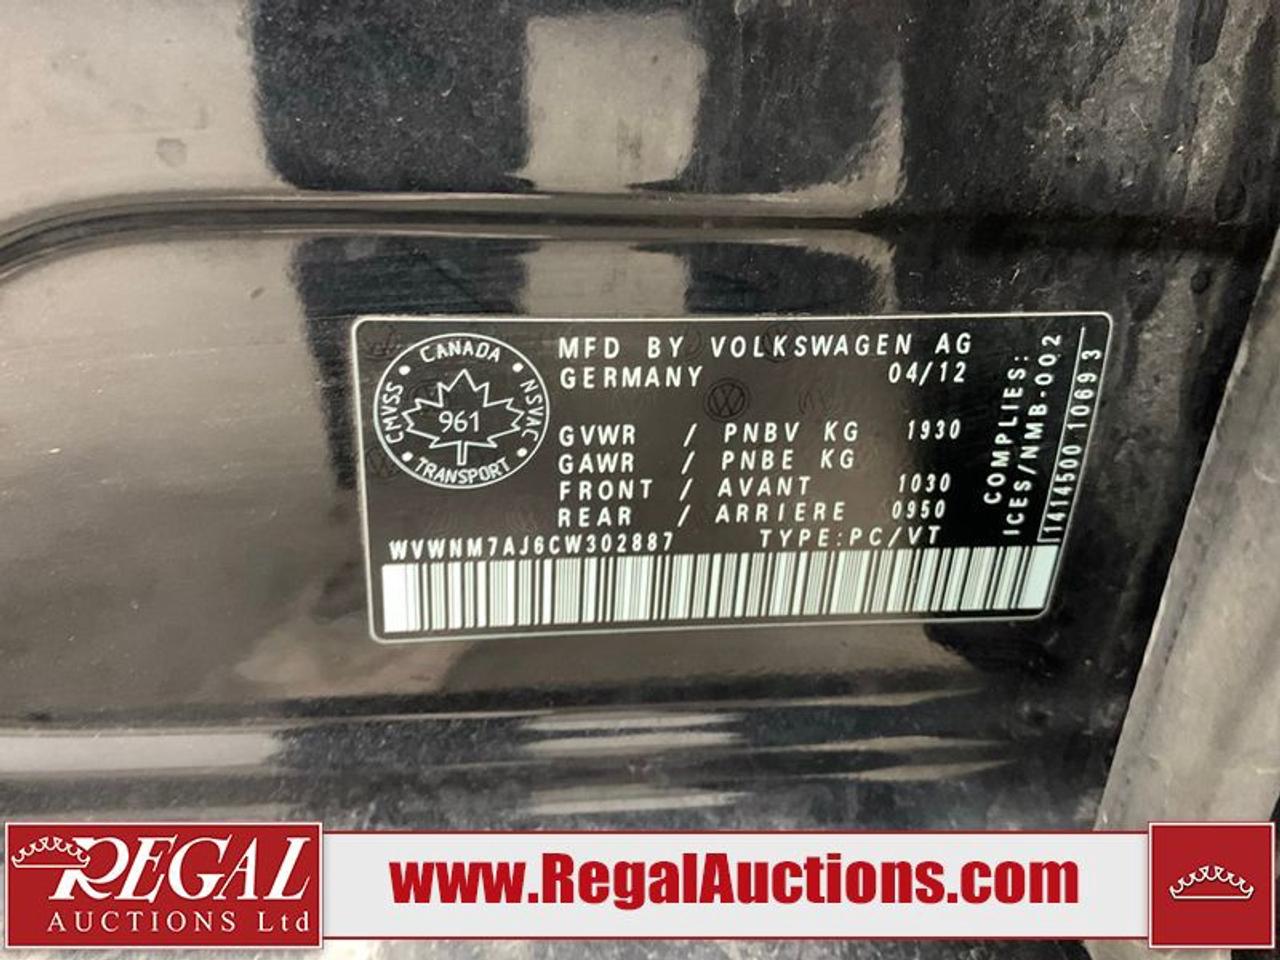 CANADA
CMVSS
NSVAC
961
TRANSPORT
MFD BY VOLKSWAGEN AG
GERMANY 04/12
GVWR / PNBV KG 1930
GAWR / PNBE KG
FRONT / AVANT 1030
REAR / ARRIERE 0950
WVWNM7AJ6CW302887 TYPE:PC/VT
COMPLIES:
ICES/NMB-002
1414500 10693
REGAL
AUCTIONS Ltd
www.RegalAuctions.com